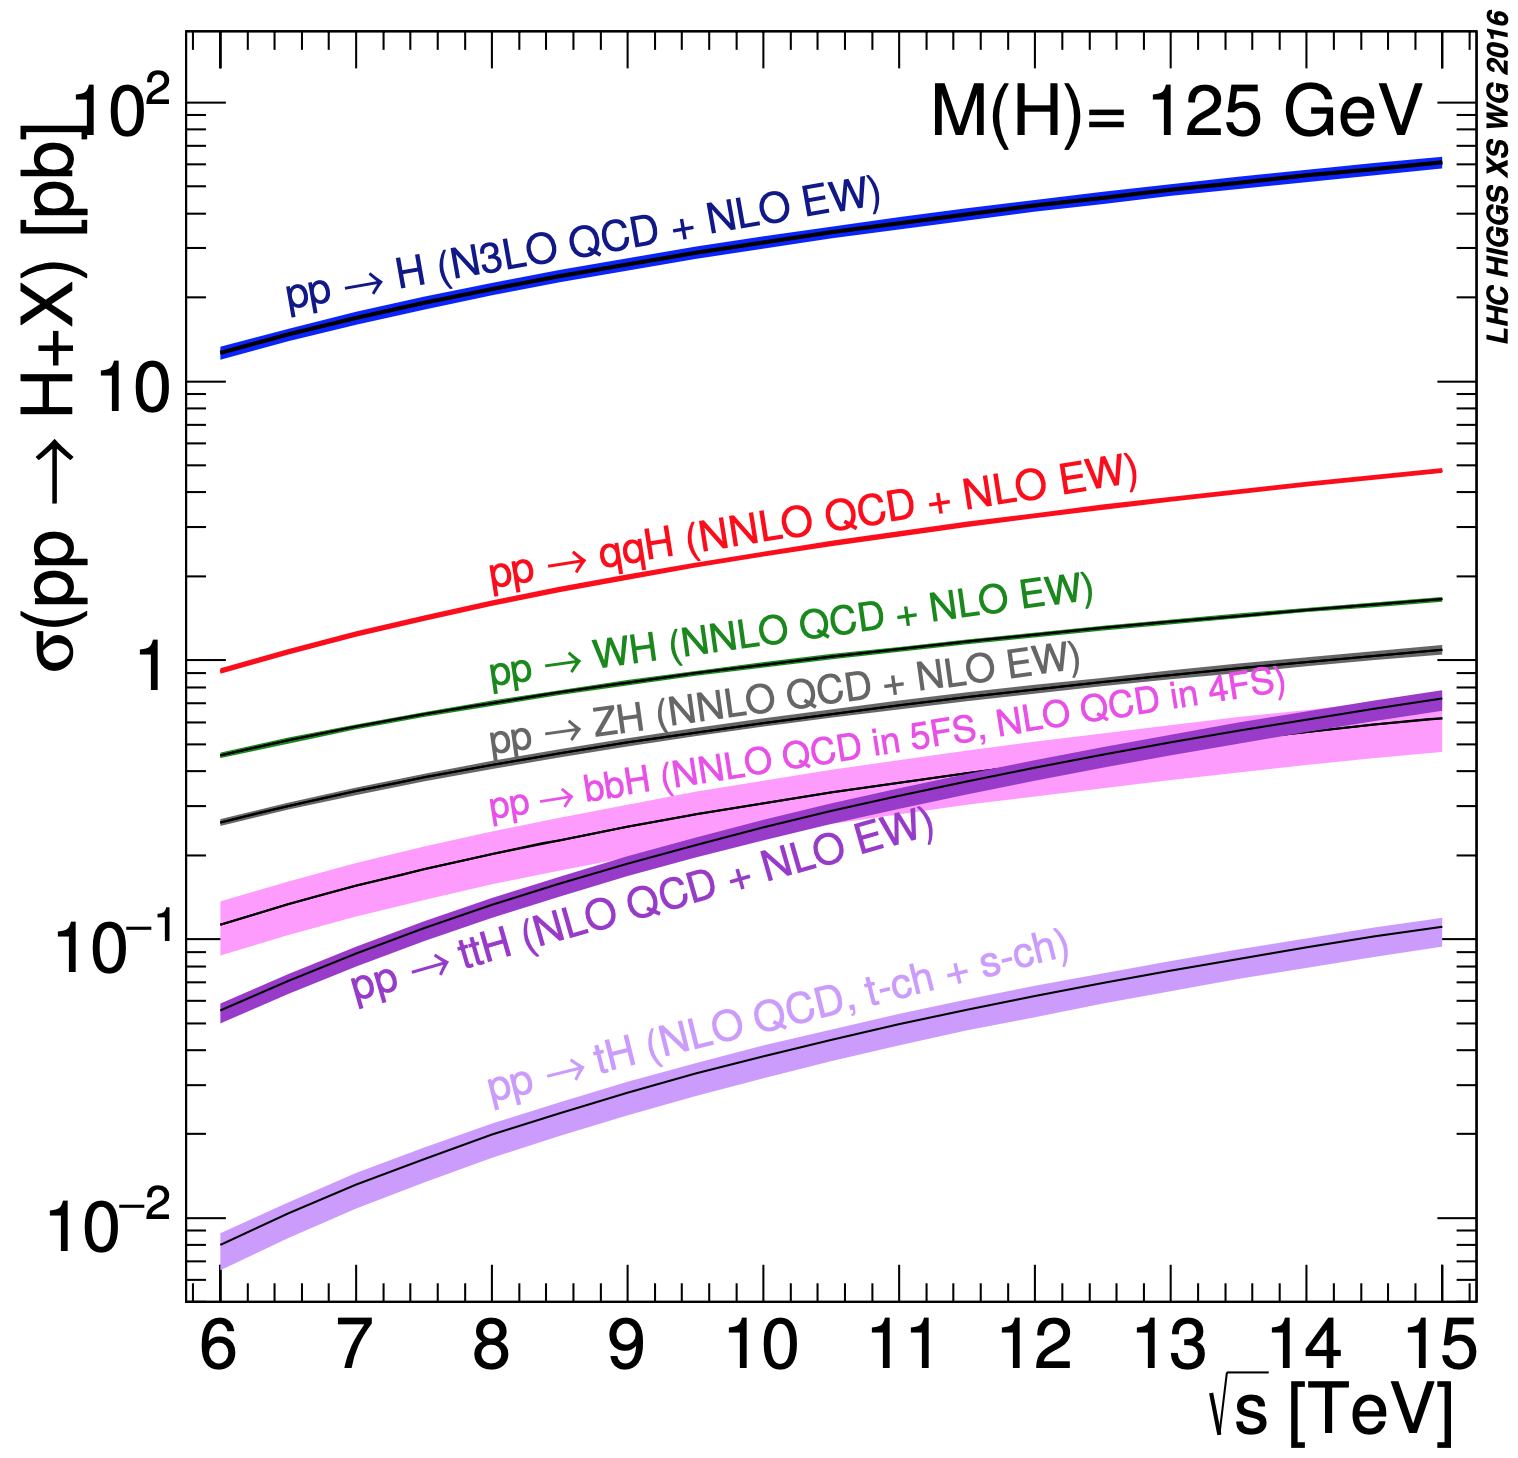 σ(pp → H+X) [pb]
10²
10
1
10⁻¹
10⁻²
M(H)= 125 GeV
LHC HIGGS XS WG 2016
pp → H (N3LO QCD + NLO EW)
pp → qqH (NNLO QCD + NLO EW)
pp → WH (NNLO QCD + NLO EW)
pp → ZH (NNLO QCD + NLO EW)
pp → bbH (NNLO QCD in 5FS, NLO QCD in 4FS)
pp → ttH (NLO QCD + NLO EW)
pp → tH (NLO QCD, t-ch + s-ch)
6 7 8 9 10 11 12 13 14 15
√s [TeV]